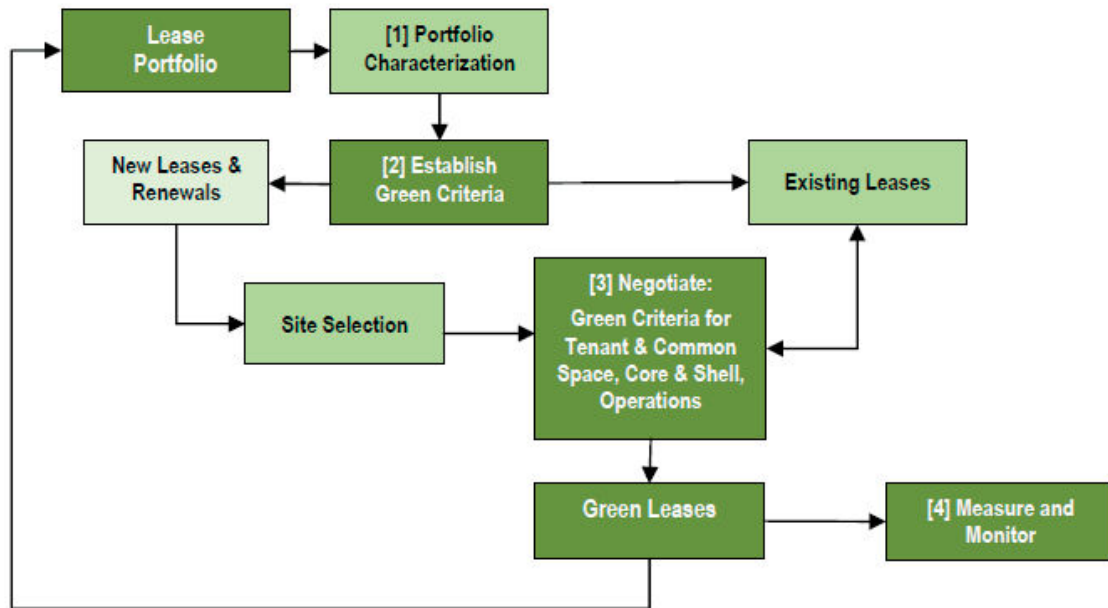 Lease
Portfolio
[1] Portfolio
Characterization
New Leases &
Renewals
[2] Establish
Green Criteria
Existing Leases
Site Selection
[3] Negotiate:
Green Criteria for
Tenant & Common
Space, Core & Shell,
Operations
Green Leases
[4] Measure and
Monitor